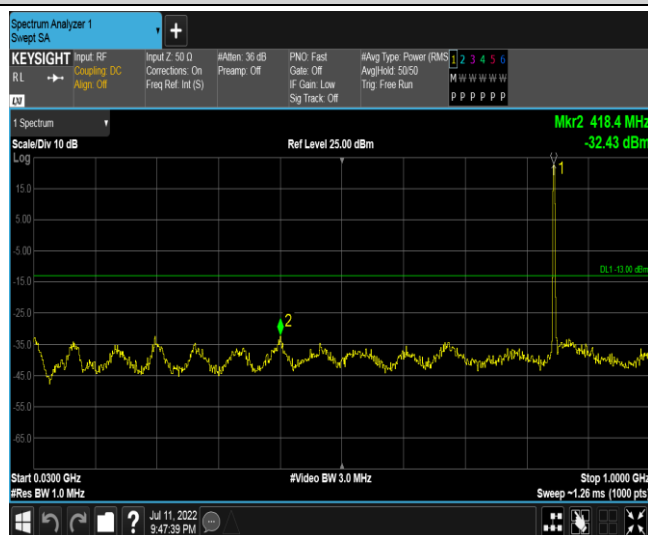 Spectrum Analyzer 1
Swept SA
+
KEYSIGHT
RL
LXI
Input: RF
Coupling: DC
Align: Off
Input Z: 50 Ω
Corrections: On
Freq Ref: Int (S)
#Atten: 36 dB
Preamp: Off
PNO: Fast
Gate: Off
IF Gain: Low
Sig Track: Off
#Avg Type: Power (RMS
Avg|Hold: 50/50
Trig: Free Run
1 2 3 4 5 6
M W W W W W
P P P P P P
1 Spectrum
Scale/Div 10 dB
Ref Level 25.00 dBm
Mkr2 418.4 MHz
-32.43 dBm
Log
1
15.0
5.00
-5.00
DL1 -13.00 dBm
-15.0
-25.0
2
-35.0
-45.0
-55.0
-65.0
Start 0.0300 GHz
#Video BW 3.0 MHz
Stop 1.0000 GHz
#Res BW 1.0 MHz
Sweep ~1.26 ms (1000 pts)
?
Jul 11, 2022
9:47:39 PM